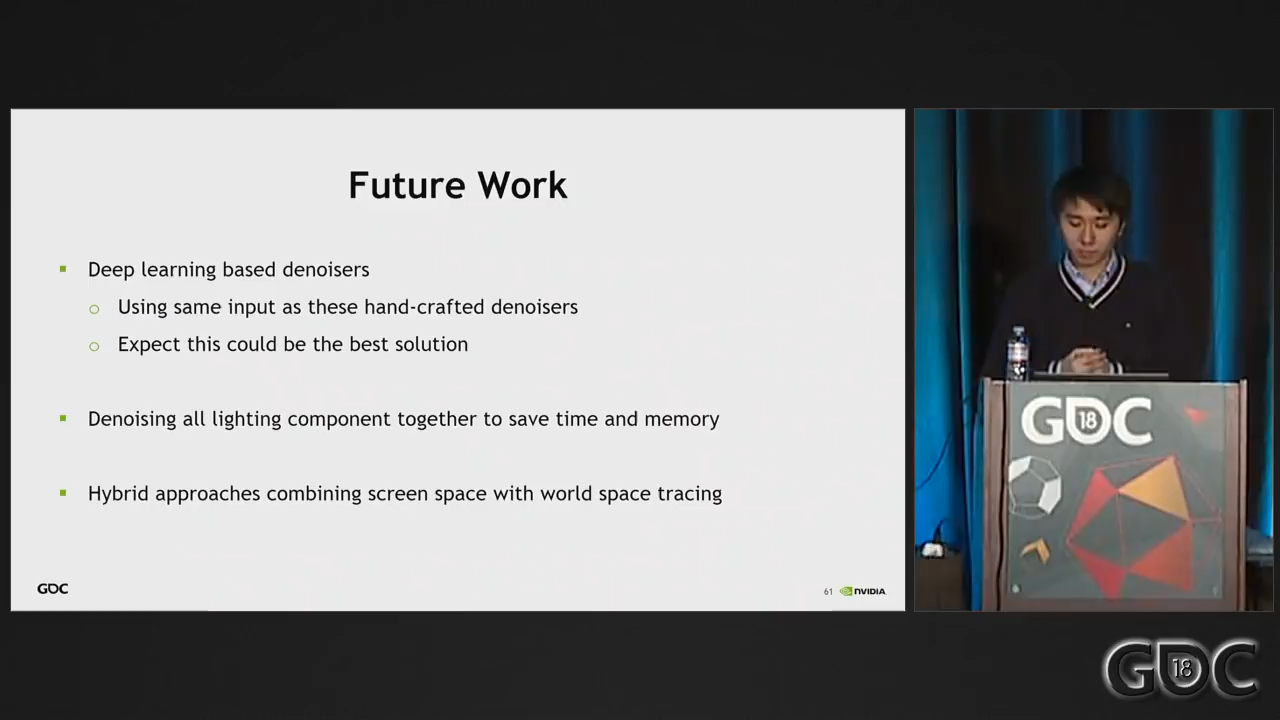 Future Work
Deep learning based denoisers
Using same input as these hand-crafted denoisers
Expect this could be the best solution
Denoising all lighting component together to save time and memory
Hybrid approaches combining screen space with world space tracing
GDC
61 NVIDIA
GDC
18
GDC
18